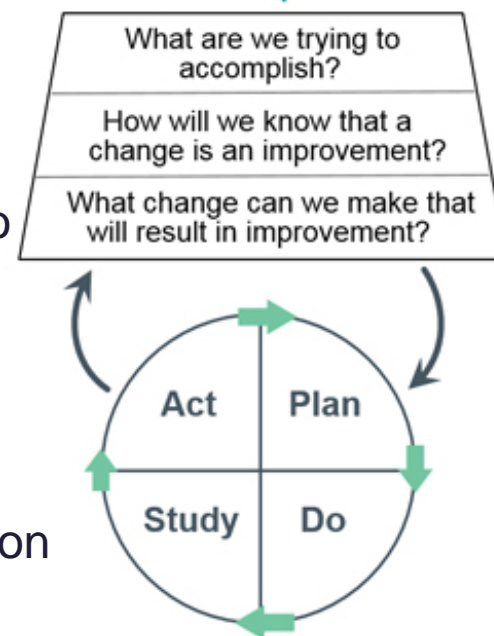 What are we trying to
accomplish?
How will we know that a
change is an improvement?
What change can we make that
will result in improvement?
Act Plan
Study Do